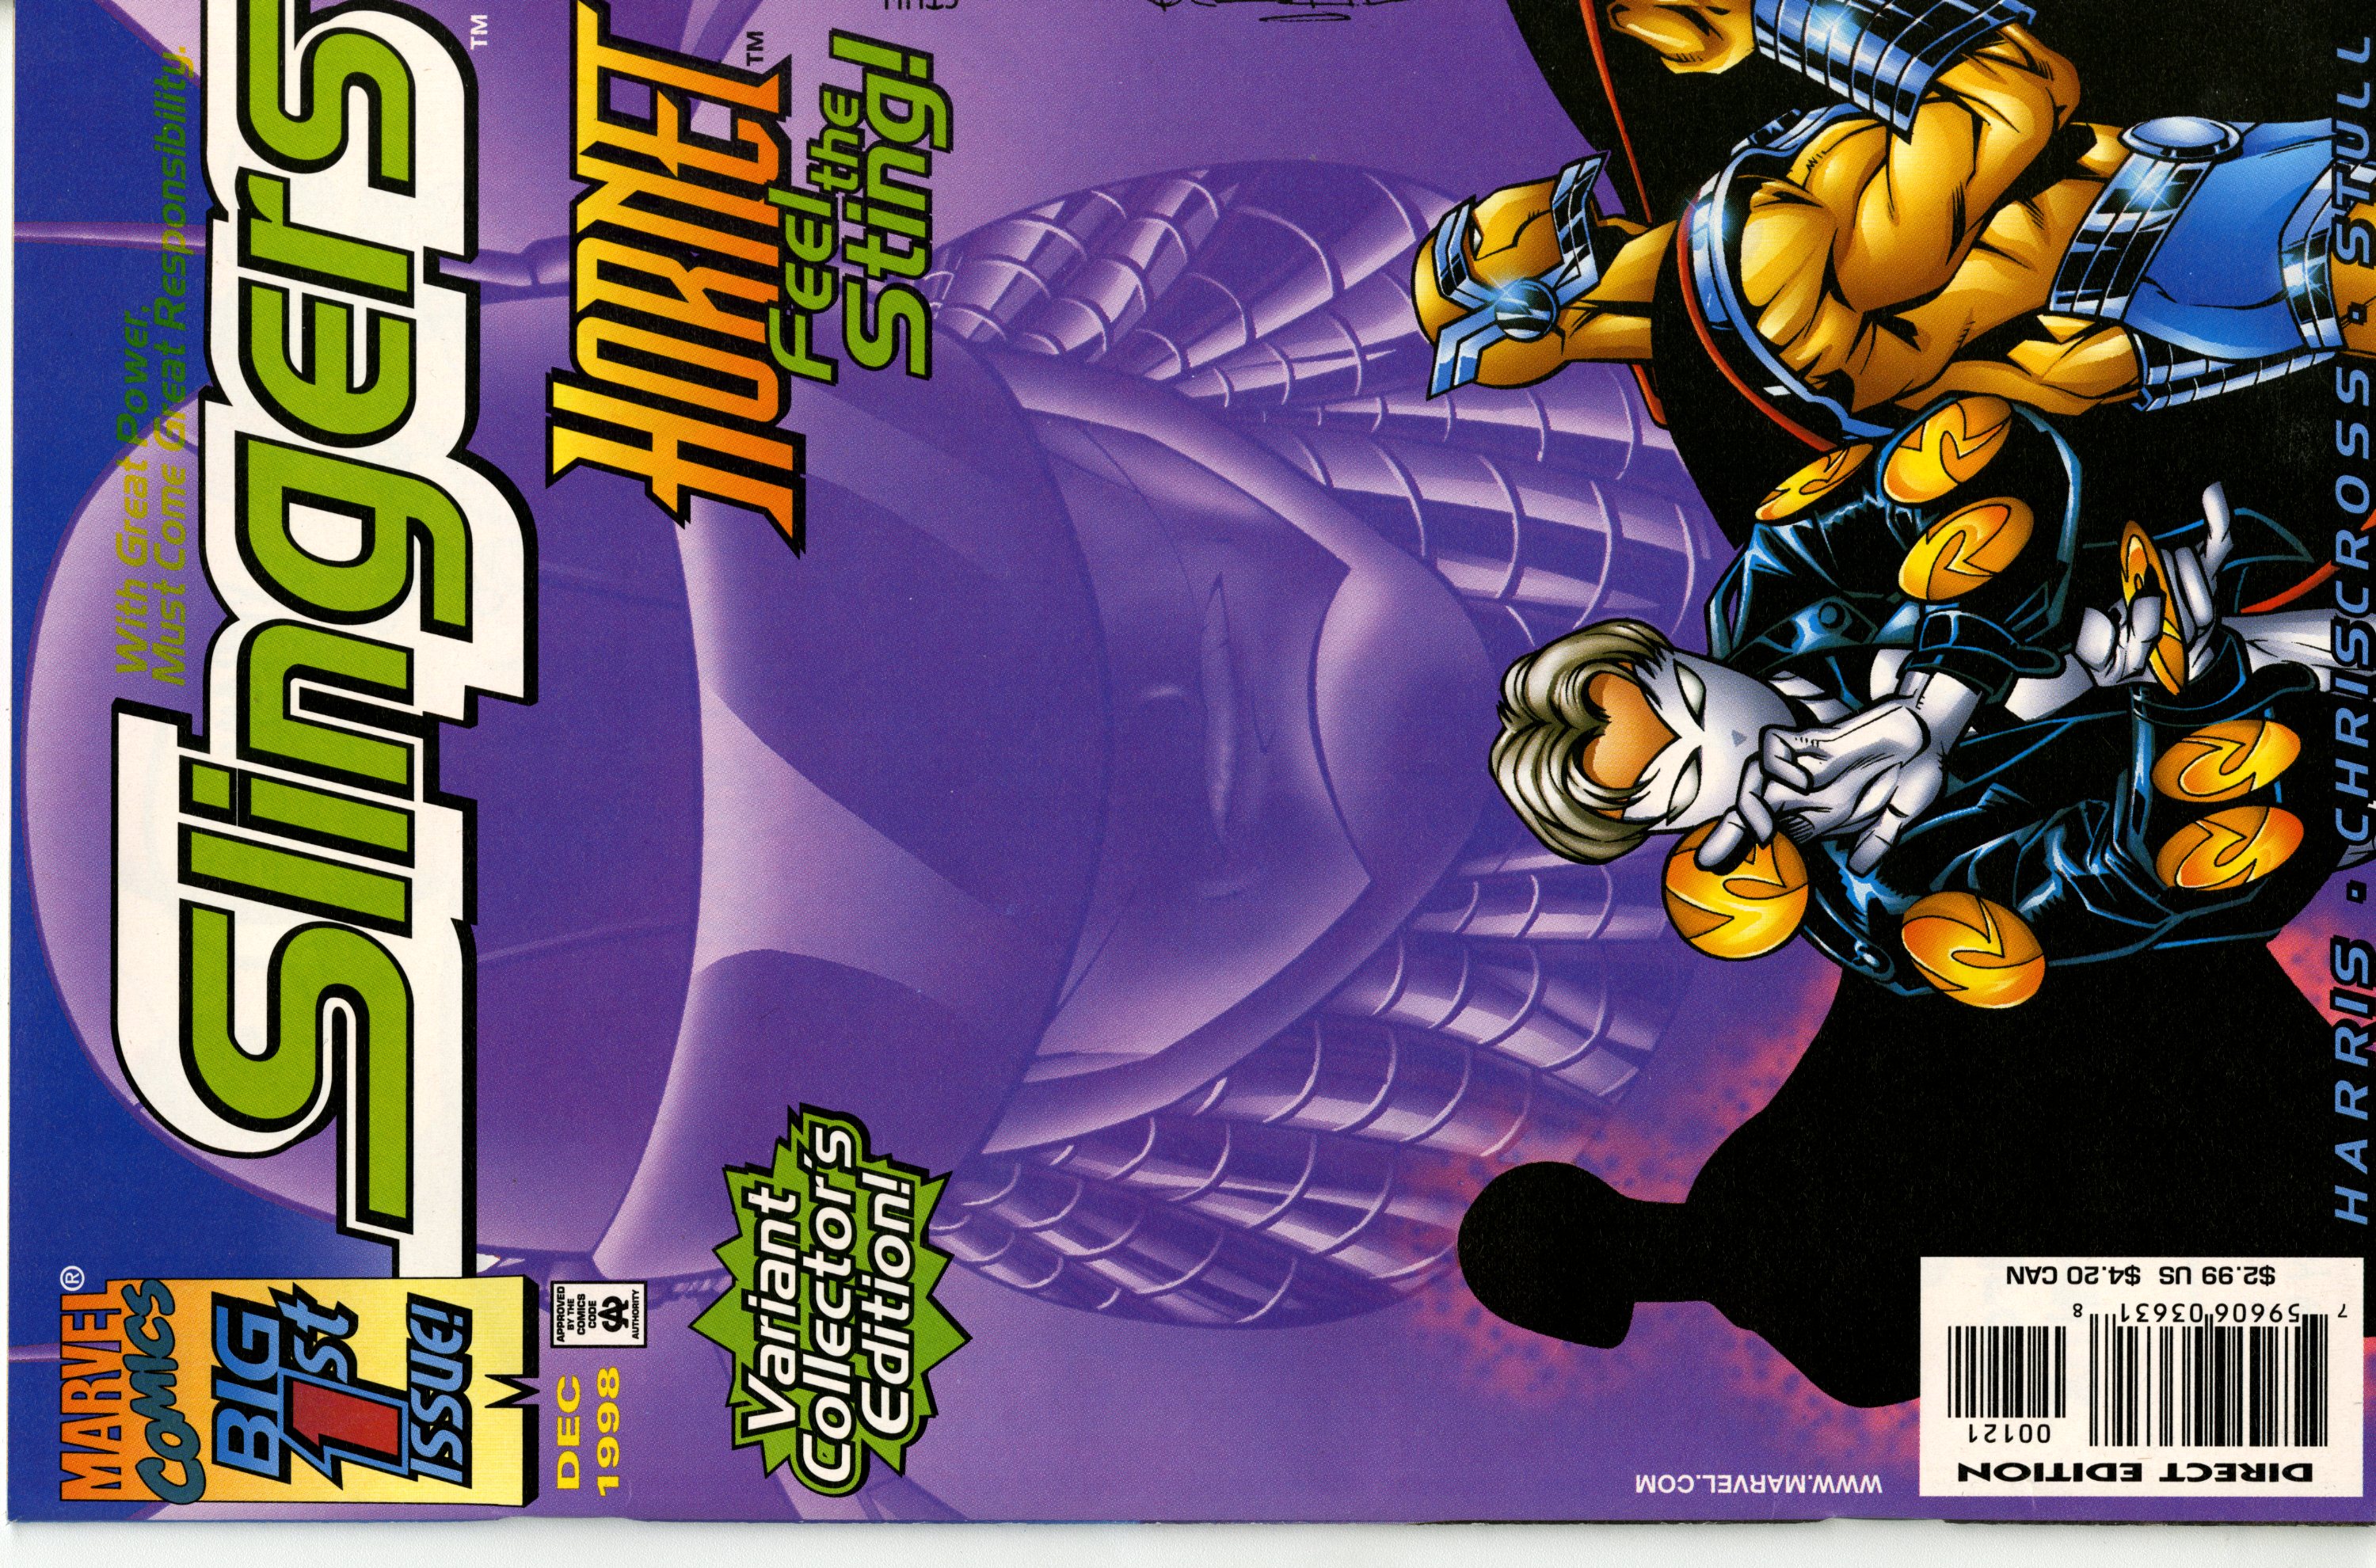 MARVEL®
COMICS
BIG
1st
ISSUE!
DEC
1998
APPROVED
BY THE
COMICS
CODE
CA
AUTHORITY
With Great Power,
Must Come Great Responsibility.
Slingers
TM
HORNET
TM
Feel
the
Sting!
Variant
Collector's
Edition!
STULL
WWW.MARVEL.COM
DIRECT EDITION
00121
7 59606 03631 8
$2.99 US $4.20 CAN
HARRIS • CHRISCROSS • STULL